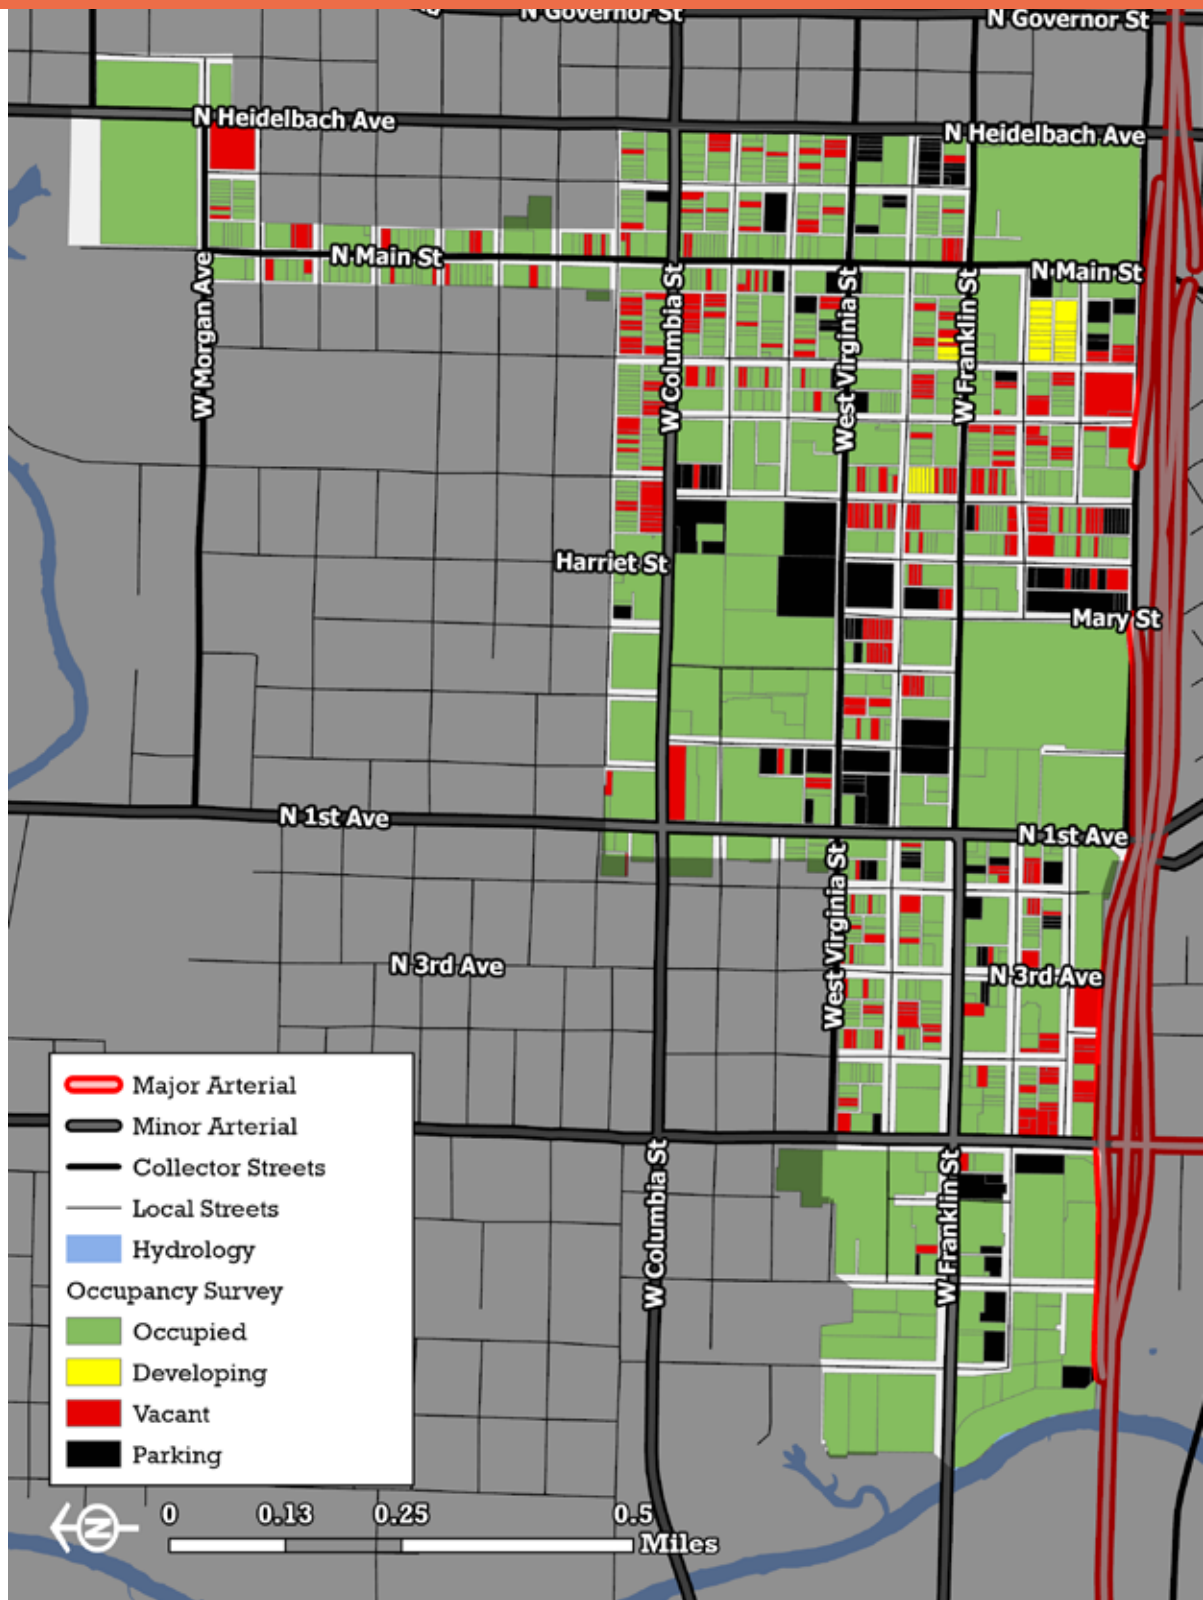 N Governor St
N Governor St
N Heidelbach Ave
N Heidelbach Ave
N Main St
N Main St
W Morgan Ave
W Columbia St
West Virginia St
W Franklin St
Harriet St
Mary St
N 1st Ave
N 1st Ave
West Virginia St
N 3rd Ave
N 3rd Ave
W Columbia St
W Franklin St
Major Arterial
Minor Arterial
Collector Streets
Local Streets
Hydrology
Occupancy Survey
Occupied
Developing
Vacant
Parking
N
0 0.13 0.25 0.5
Miles